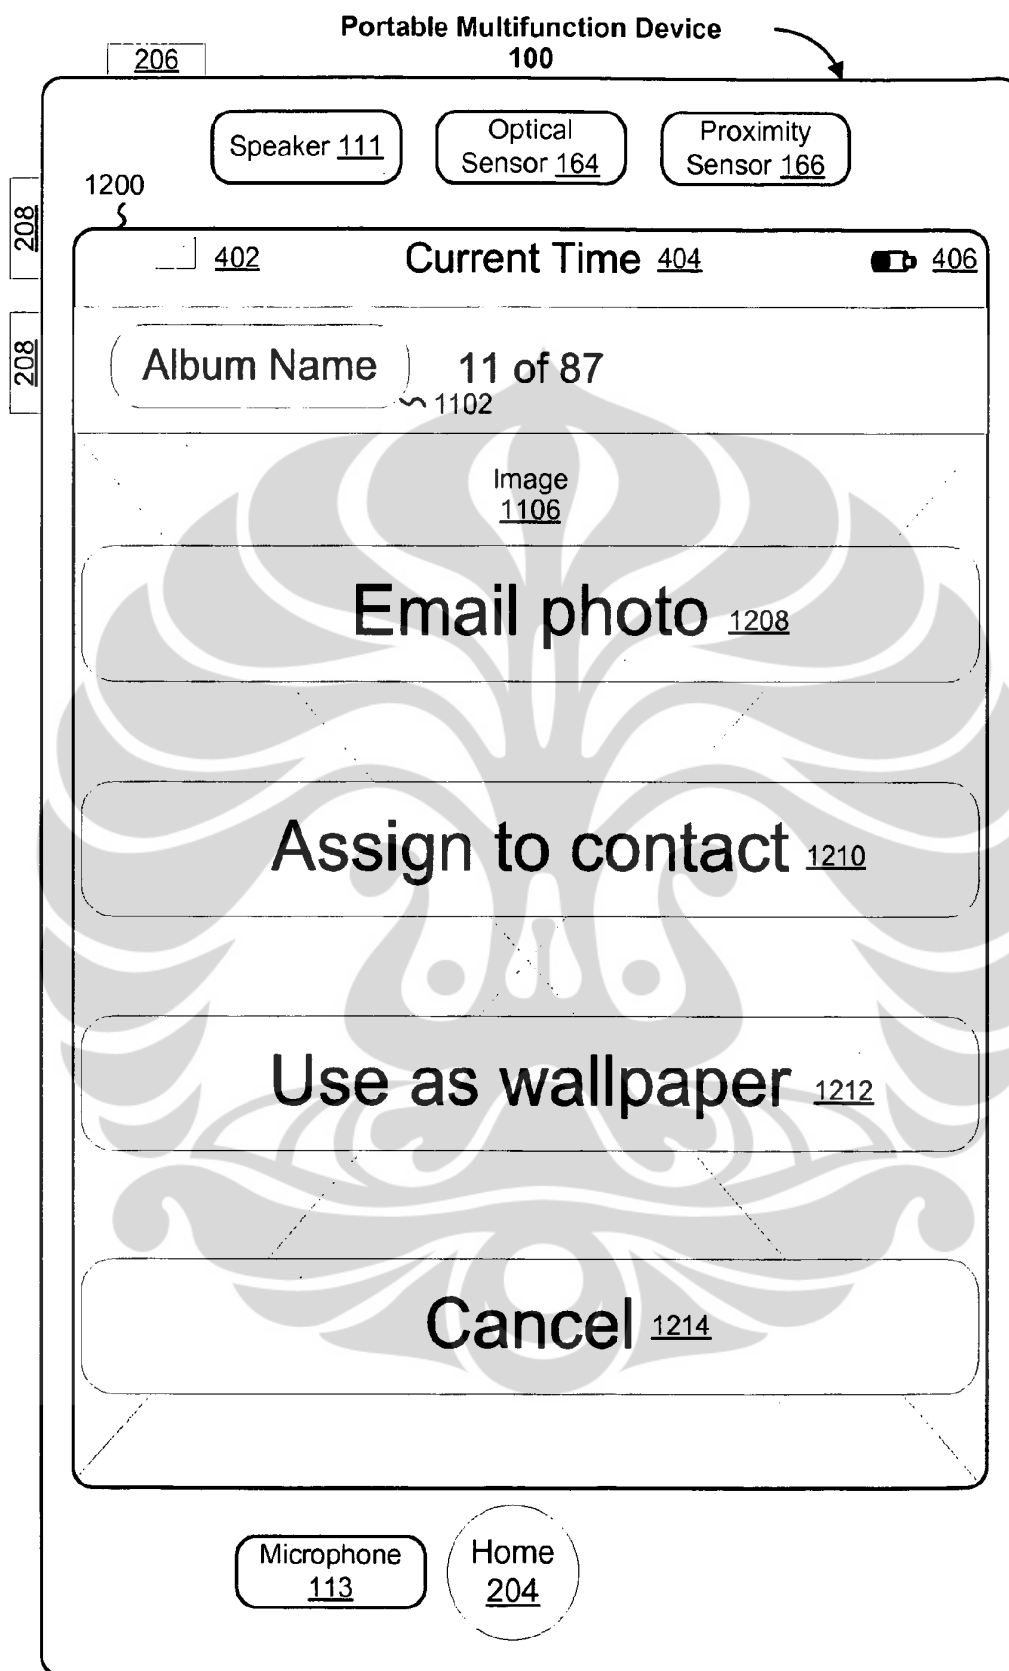 Portable Multifunction Device
100
206
Speaker 111
Optical
Sensor 164
Proximity
Sensor 166
1200
208
402
Current Time 404
406
208
Album Name
11 of 87
1102
Image
1106
Email photo 1208
Assign to contact 1210
Use as wallpaper 1212
Cancel 1214
Microphone
113
Home
204